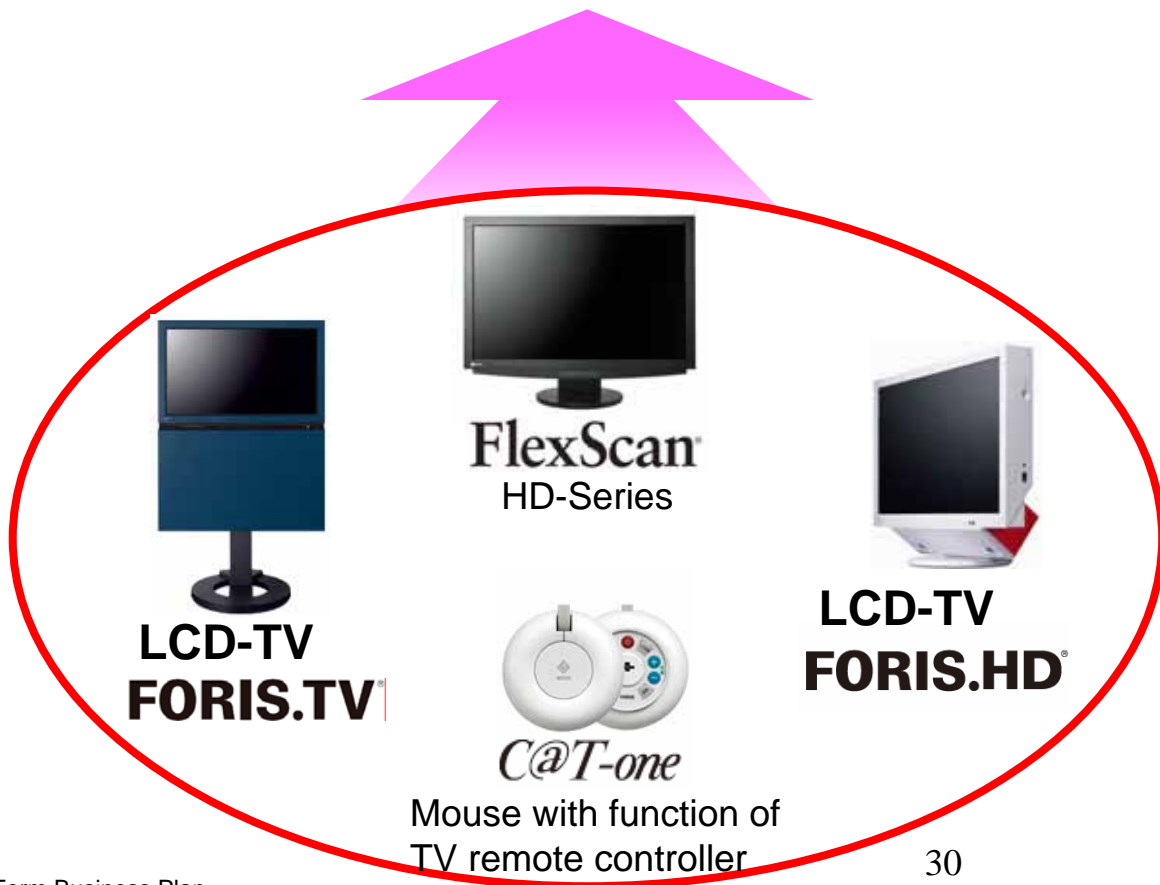 FlexScan®
HD-Series
LCD-TV
FORIS.TV®
LCD-TV
FORIS.HD®
C@T-one
Mouse with function of
TV remote controller
30
Term Business Plan